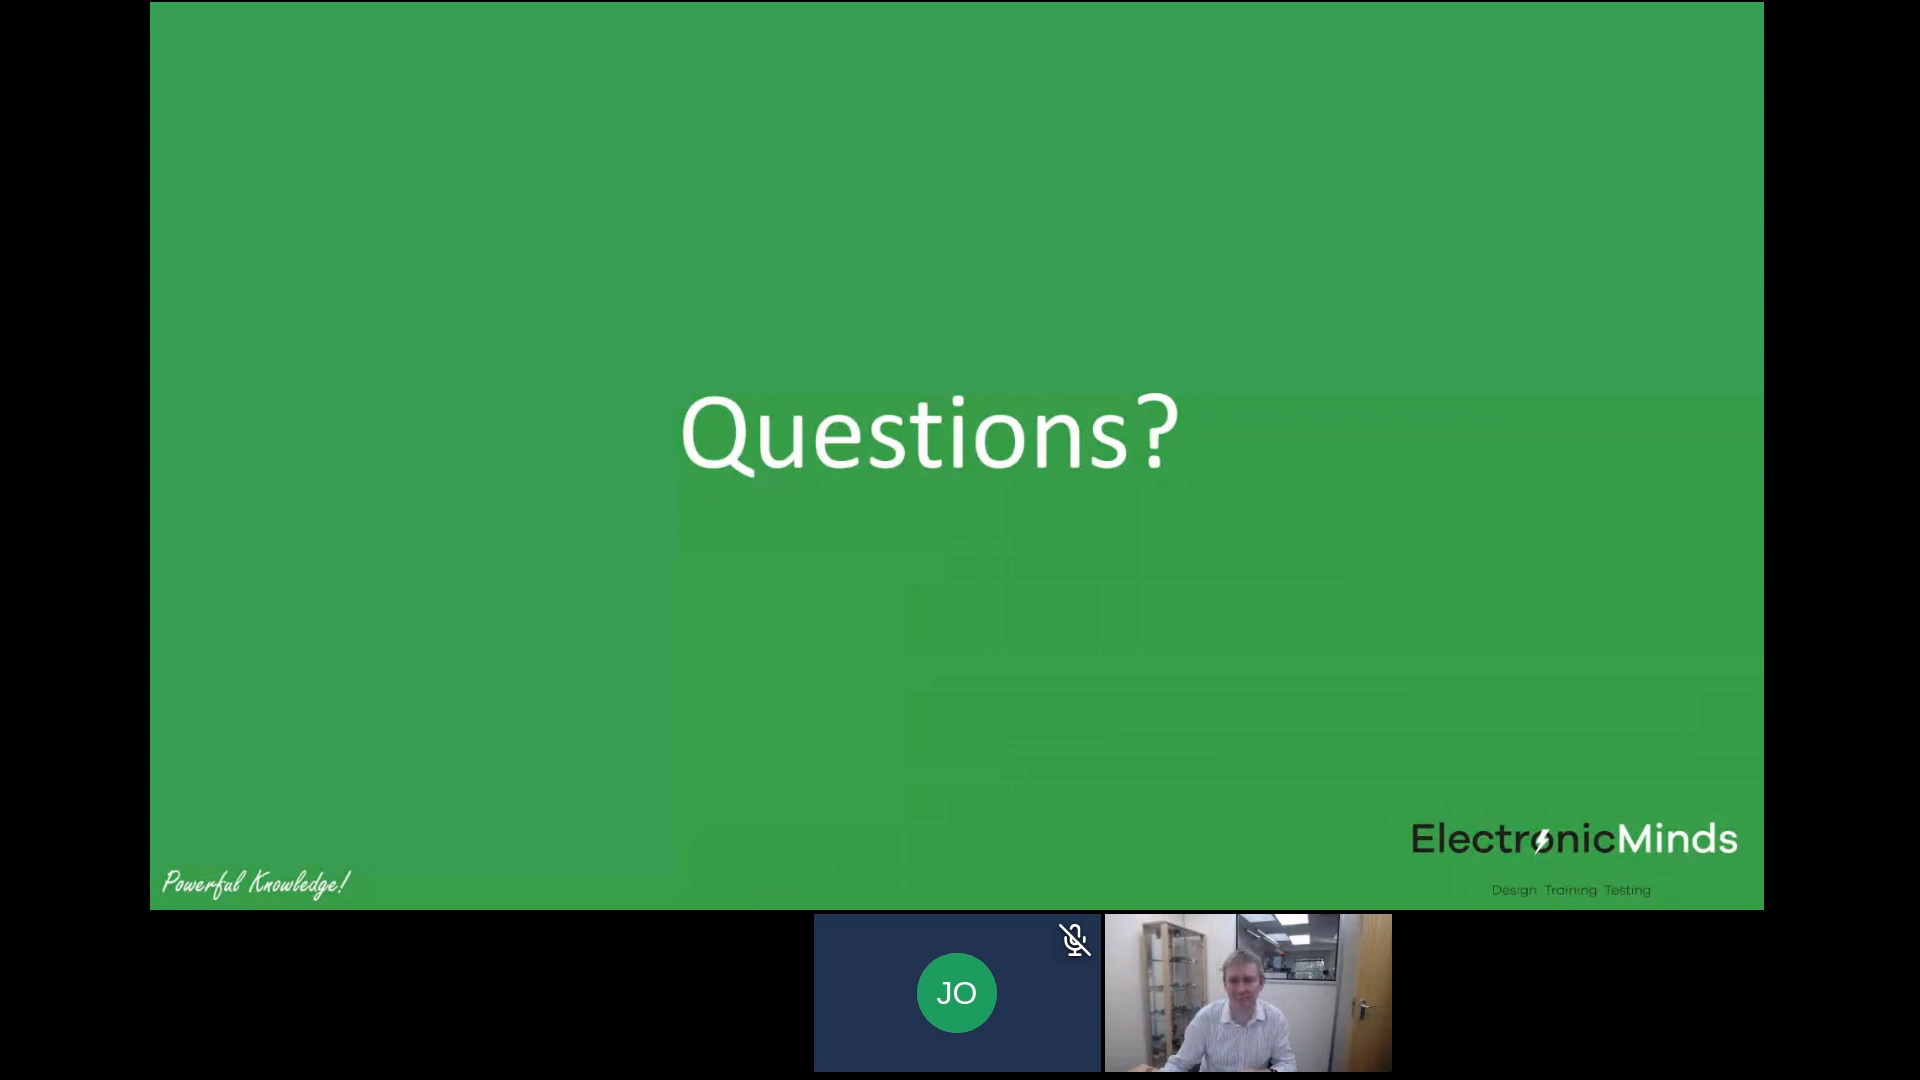 Questions?
Powerful Knowledge!
ElectronicMinds
Design Training Testing
JO